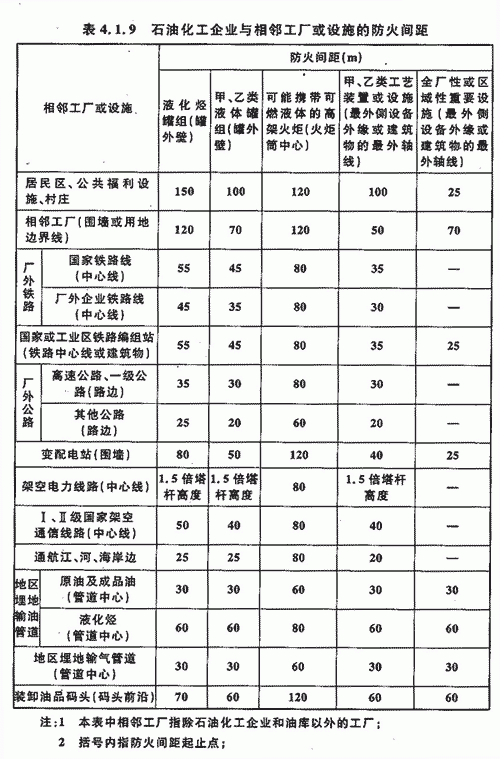 表 4.1.9 石油化工企业与相邻工厂或设施的防火间距
相邻工厂或设施
防火间距(m)
液化烃
罐组(罐
外壁)
甲、乙类
液体罐
组(罐外
壁)
可能携带可
燃液体的高
架火炬(火炬
筒中心)
甲、乙类工艺
装置或设施
(最外侧设备
外缘或建筑
物的最外轴
线)
全厂性或区
域性重要设
施(最外侧
设备外缘或
建筑物的最
外轴线)
居民区、公共福利设
施、村庄
150 100 120 100 25
相邻工厂(围墙或用地
边界线)
120 70 120 50 70
厂外铁路
国家铁路线
(中心线)
55 45 80 35 —
厂外企业铁路线
(中心线)
45 35 80 30 —
国家或工业区铁路编组站
(铁路中心线或建筑物)
55 45 80 35 25
厂外公路
高速公路、一级公
路(路边)
35 30 80 30 —
其他公路
(路边)
25 20 60 20 —
变配电站(围墙)
80 50 120 40 25
架空电力线路(中心线)
1.5倍塔
杆高度
1.5倍塔
杆高度
80
1.5倍塔杆
高度
—
Ⅰ、Ⅱ级国家架空
通信线路(中心线)
50 40 80 40 —
通航江、河、海岸边
25 25 80 20 —
地区
埋地
输油
管道
原油及成品油
(管道中心)
30 30 60 30 30
液化烃
(管道中心)
60 60 80 60 60
地区埋地输气管道
(管道中心)
30 30 60 30 30
装卸油品码头(码头前沿)
70 60 120 60 60
注:1 本表中相邻工厂指除石油化工企业和油库以外的工厂;
2 括号内指防火间距起止点;